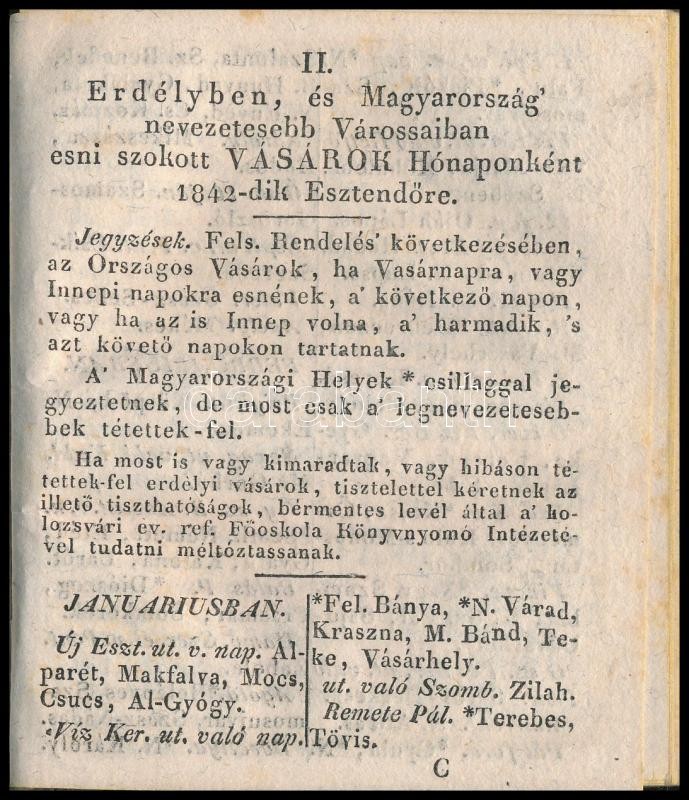 II.
Erdélyben, és Magyarország'
nevezetesebb Várossaiban
esni szokott VÁSÁROK Hónaponként
1842-dik Esztendőre.
Jegyzések. Fels. Rendelés' következésében,
az Országos Vásárok, ha Vasárnapra, vagy
Innepi napokra esnének, a' következő napon,
vagy ha az is Innep volna, a' harmadik, 's
azt követő napokon tartatnak.
A' Magyarországi Helyek * csillaggal je-
gyeztetnek, de most csak a' legnevezeteseb-
bek tétettek-fel.
Ha most is vagy kimaradtak, vagy hibáson té-
tettek-fel erdélyi vásárok, tisztelettel kéretnek az
illető tiszthatóságok, bérmentes levél által a' ko-
lozsvári ev. ref. Főoskola Könyvnyomó Intézeté-
vel tudatni méltóztassanak.
JANUARIUSBAN.
Új Eszt. ut. v. nap. Al-
parét, Makfalva, Mocs,
Csucs, Al-Gyógy.
Víz Ker. ut. való nap.
*Fel. Bánya, *N. Várad,
Kraszna, M. Bánd, Te-
ke, Vásárhely.
ut. való Szomb. Zilah.
Remete Pál. *Terebes,
Tövis.
C
darabanth